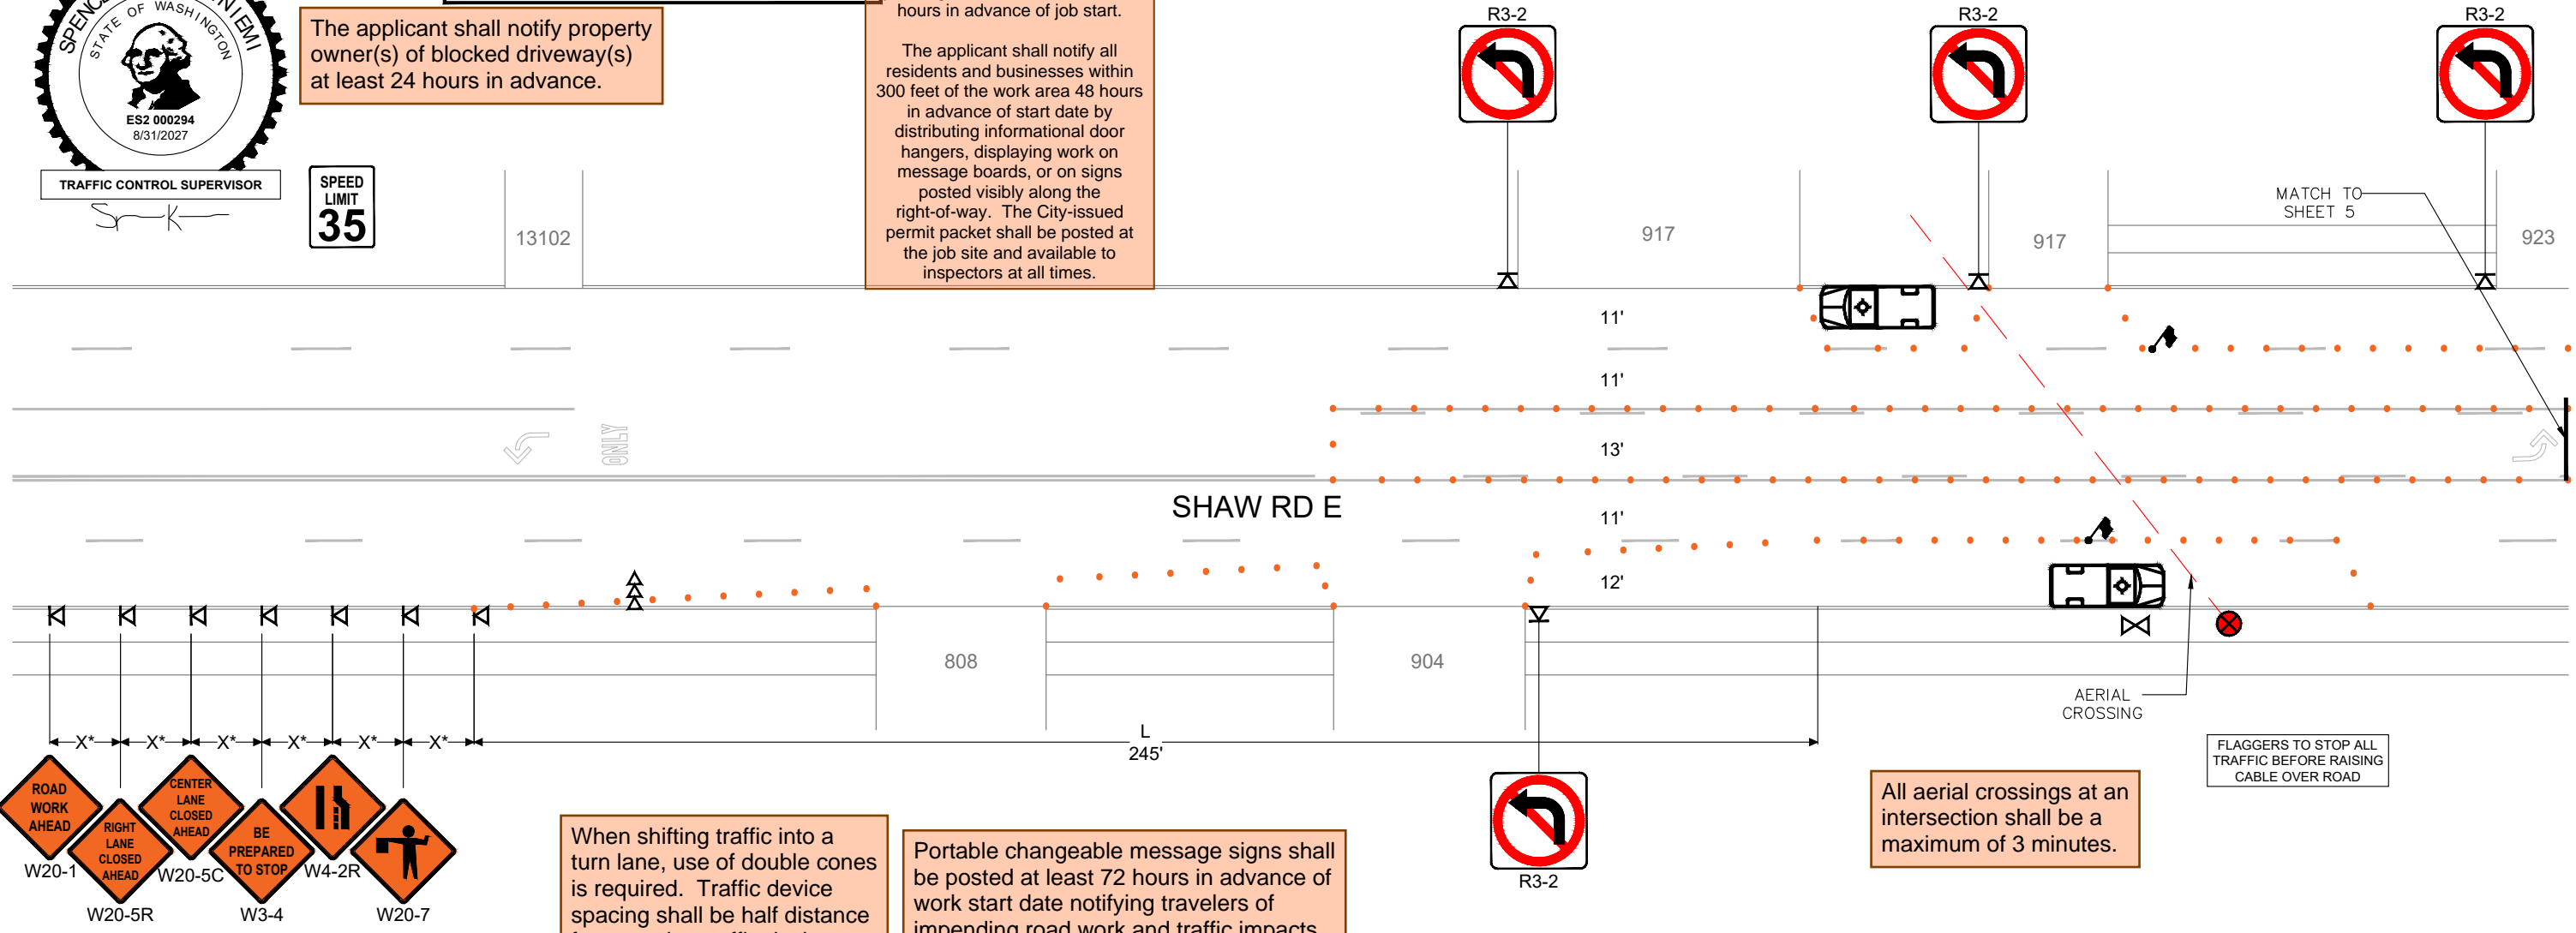 STATE OF WASHINGTON
ES2 000294
8/31/2027
TRAFFIC CONTROL SUPERVISOR
The applicant shall notify property
owner(s) of blocked driveway(s)
at least 24 hours in advance.
hours in advance of job start.
The applicant shall notify all
residents and businesses within
300 feet of the work area 48 hours
in advance of start date by
distributing informational door
hangers, displaying work on
message boards, or on signs
posted visibly along the
right-of-way. The City-issued
permit packet shall be posted at
the job site and available to
inspectors at all times.
R3-2
R3-2
R3-2
SPEED
LIMIT
35
13102
917
917
923
MATCH TO
SHEET 5
11'
11'
ONLY
13'
SHAW RD E
11'
12'
808
904
AERIAL
CROSSING
X*
X*
X*
X*
X*
X*
L
245'
FLAGGERS TO STOP ALL
TRAFFIC BEFORE RAISING
CABLE OVER ROAD
ROAD
WORK
AHEAD
W20-1
RIGHT
LANE
CLOSED
AHEAD
W20-5R
CENTER
LANE
CLOSED
AHEAD
W20-5C
BE
PREPARED
TO STOP
W3-4
W4-2R
W20-7
When shifting traffic into a
turn lane, use of double cones
is required. Traffic device
spacing shall be half distance
Portable changeable message signs shall
be posted at least 72 hours in advance of
work start date notifying travelers of
impending road work and traffic impacts
R3-2
All aerial crossings at an
intersection shall be a
maximum of 3 minutes.